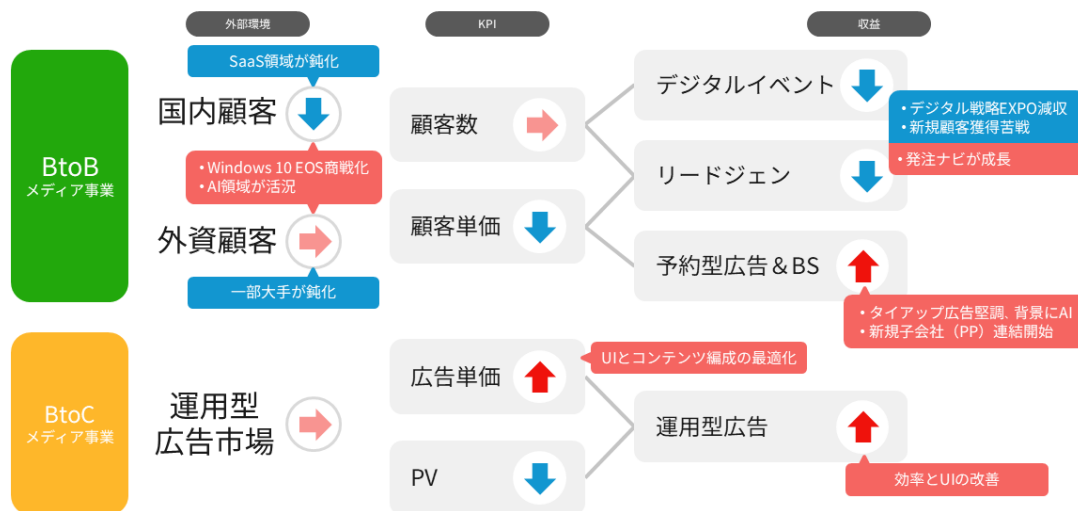 外部環境
KPI
収益
BtoB
メディア事業
SaaS領域が鈍化
国内顧客
• Windows 10 EOS商戦化
• AI領域が活況
外資顧客
一部大手が鈍化
顧客数
顧客単価
デジタルイベント
• デジタル戦略EXPO減収
• 新規顧客獲得苦戦
• 発注ナビが成長
リードジェン
予約型広告＆BS
• タイアップ広告堅調、背景にAI
• 新規子会社（PP）連結開始
BtoC
メディア事業
運用型
広告市場
広告単価
UIとコンテンツ編成の最適化
PV
運用型広告
効率とUIの改善